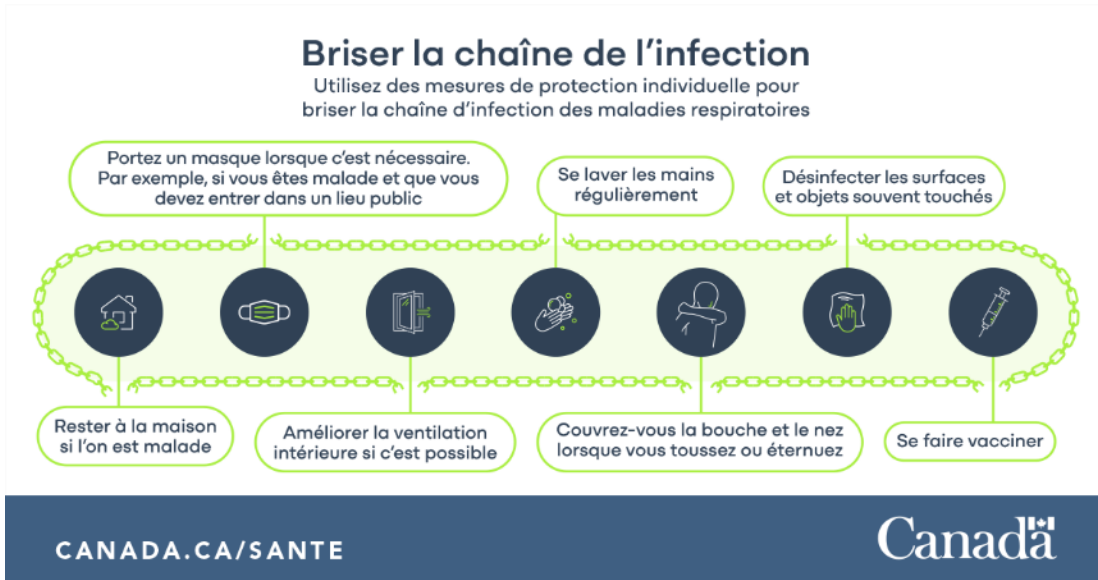 Briser la chaîne de l'infection
Utilisez des mesures de protection individuelle pour
briser la chaîne d'infection des maladies respiratoires
Portez un masque lorsque c'est nécessaire.
Par exemple, si vous êtes malade et que vous
devez entrer dans un lieu public
Se laver les mains
régulièrement
Désinfecter les surfaces
et objets souvent touchés
Rester à la maison
si l'on est malade
Améliorer la ventilation
intérieure si c'est possible
Couvrez-vous la bouche et le nez
lorsque vous toussez ou éternuez
Se faire vacciner
CANADA.CA/SANTE
Canada